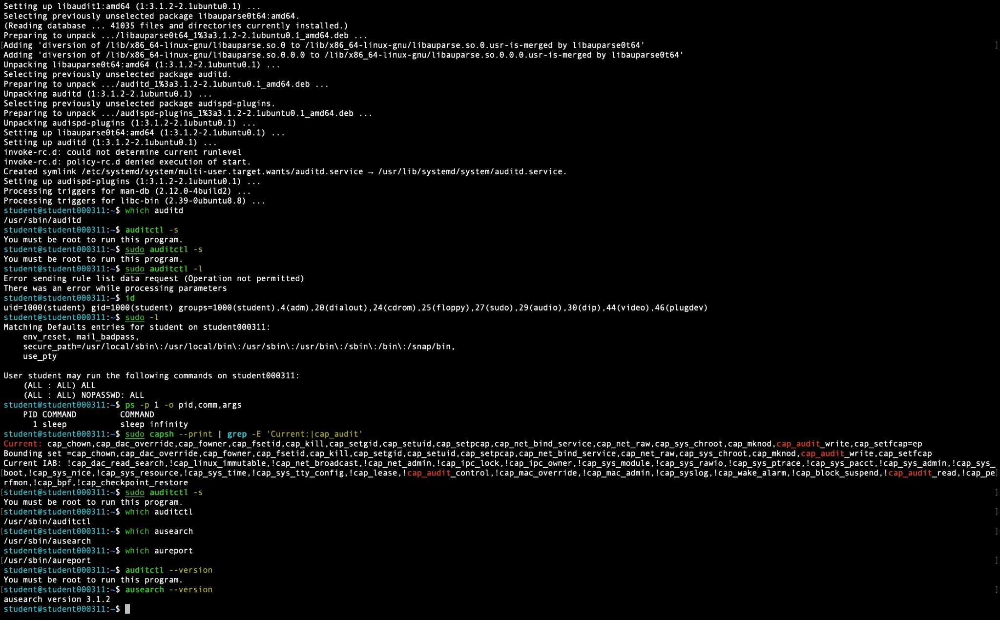 Setting up libaudit1:amd64 (1:3.1.2-2.1ubuntu0.1) ...
Selecting previously unselected package libauparse0t64:amd64.
(Reading database ... 41035 files and directories currently installed.)
Preparing to unpack .../libauparse0t64_1%3a3.1.2-2.1ubuntu0.1_amd64.deb ...
[Adding 'diversion of /lib/x86_64-linux-gnu/libauparse.so.0 to /lib/x86_64-linux-gnu/libauparse.so.0.usr-is-merged by libauparse0t64' ]
Adding 'diversion of /lib/x86_64-linux-gnu/libauparse.so.0.0.0 to /lib/x86_64-linux-gnu/libauparse.so.0.0.0.usr-is-merged by libauparse0t64'
Unpacking libauparse0t64:amd64 (1:3.1.2-2.1ubuntu0.1) ...
Selecting previously unselected package auditd.
Preparing to unpack .../auditd_1%3a3.1.2-2.1ubuntu0.1_amd64.deb ...
Unpacking auditd (1:3.1.2-2.1ubuntu0.1) ...
Selecting previously unselected package audispd-plugins.
Preparing to unpack .../audispd-plugins_1%3a3.1.2-2.1ubuntu0.1_amd64.deb ...
Unpacking audispd-plugins (1:3.1.2-2.1ubuntu0.1) ...
Setting up libauparse0t64:amd64 (1:3.1.2-2.1ubuntu0.1) ...
Setting up auditd (1:3.1.2-2.1ubuntu0.1) ...
invoke-rc.d: could not determine current runlevel
invoke-rc.d: policy-rc.d denied execution of start.
Created symlink /etc/systemd/system/multi-user.target.wants/auditd.service → /usr/lib/systemd/system/auditd.service.
Setting up audispd-plugins (1:3.1.2-2.1ubuntu0.1) ...
Processing triggers for man-db (2.12.0-4build2) ...
Processing triggers for libc-bin (2.39-0ubuntu8.8) ...
student@student000311:~$ which auditd
/usr/sbin/auditd
student@student000311:~$ auditctl -s
You must be root to run this program.
student@student000311:~$ sudo auditctl -s
You must be root to run this program.
student@student000311:~$ sudo auditctl -l
Error sending rule list data request (Operation not permitted)
There was an error while processing parameters
student@student000311:~$ id
uid=1000(student) gid=1000(student) groups=1000(student),4(adm),20(dialout),24(cdrom),25(floppy),27(sudo),29(audio),30(dip),44(video),46(plugdev)
student@student000311:~$ sudo -l
Matching Defaults entries for student on student000311:
    env_reset, mail_badpass,
    secure_path=/usr/local/sbin\:/usr/local/bin\:/usr/sbin\:/usr/bin\:/sbin\:/bin\:/snap/bin,
    use_pty

User student may run the following commands on student000311:
    (ALL : ALL) ALL
    (ALL : ALL) NOPASSWD: ALL
student@student000311:~$ ps -p 1 -o pid,comm,args
    PID COMMAND         COMMAND
      1 sleep           sleep infinity
student@student000311:~$ sudo capsh --print | grep -E 'Current:|cap_audit'
Current: cap_chown,cap_dac_override,cap_fowner,cap_fsetid,cap_kill,cap_setgid,cap_setuid,cap_setpcap,cap_net_bind_service,cap_net_raw,cap_sys_chroot,cap_mknod,cap_audit_write,cap_setfcap=ep
Bounding set =cap_chown,cap_dac_override,cap_fowner,cap_fsetid,cap_kill,cap_setgid,cap_setuid,cap_setpcap,cap_net_bind_service,cap_net_raw,cap_sys_chroot,cap_mknod,cap_audit_write,cap_setfcap
Current IAB: !cap_dac_read_search,!cap_linux_immutable,!cap_net_broadcast,!cap_net_admin,!cap_ipc_lock,!cap_ipc_owner,!cap_sys_module,!cap_sys_rawio,!cap_sys_ptrace,!cap_sys_pacct,!cap_sys_admin,!cap_sys_
[boot,!cap_sys_nice,!cap_sys_resource,!cap_sys_time,!cap_sys_tty_config,!cap_lease,!cap_audit_control,!cap_mac_override,!cap_mac_admin,!cap_syslog,!cap_wake_alarm,!cap_block_suspend,!cap_audit_read,!cap_pe]
rfmon,!cap_bpf,!cap_checkpoint_restore
[student@student000311:~$ sudo auditctl -s ]
You must be root to run this program.
[student@student000311:~$ which auditctl ]
/usr/sbin/auditctl
[student@student000311:~$ which ausearch ]
/usr/sbin/ausearch
student@student000311:~$ which aureport
[/usr/sbin/aureport ]
student@student000311:~$ auditctl --version
You must be root to run this program.
[student@student000311:~$ ausearch --version ]
ausearch version 3.1.2
student@student000311:~$